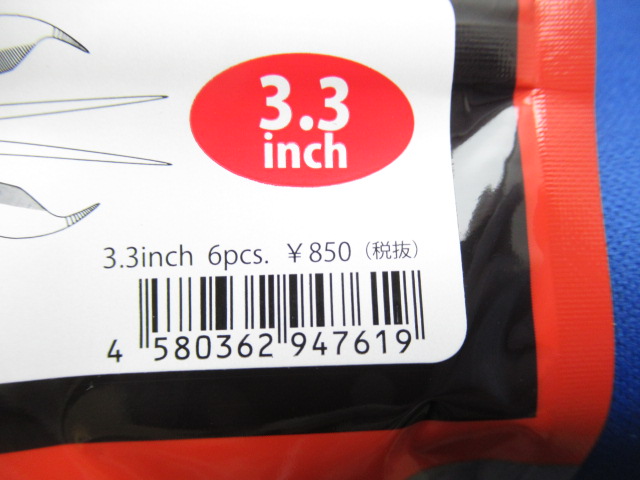 3.3
inch
3.3inch 6pcs. ￥850（税抜）
4 580362 947619